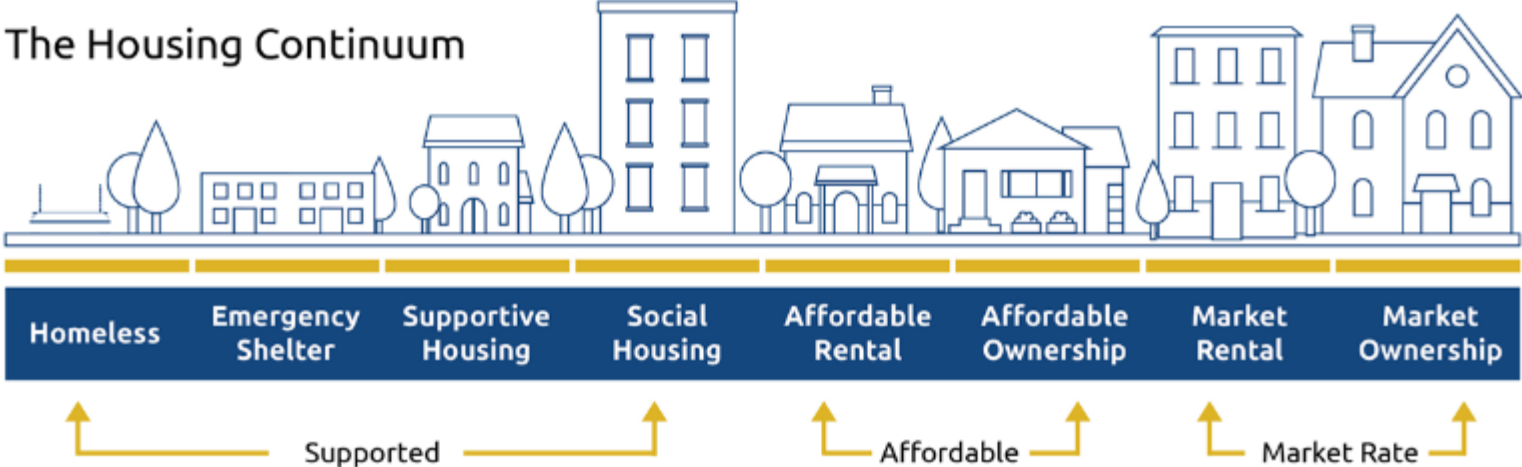 The Housing Continuum
Homeless
Emergency
Shelter
Supportive
Housing
Social
Housing
Affordable
Rental
Affordable
Ownership
Market
Rental
Market
Ownership
Supported
Affordable
Market Rate